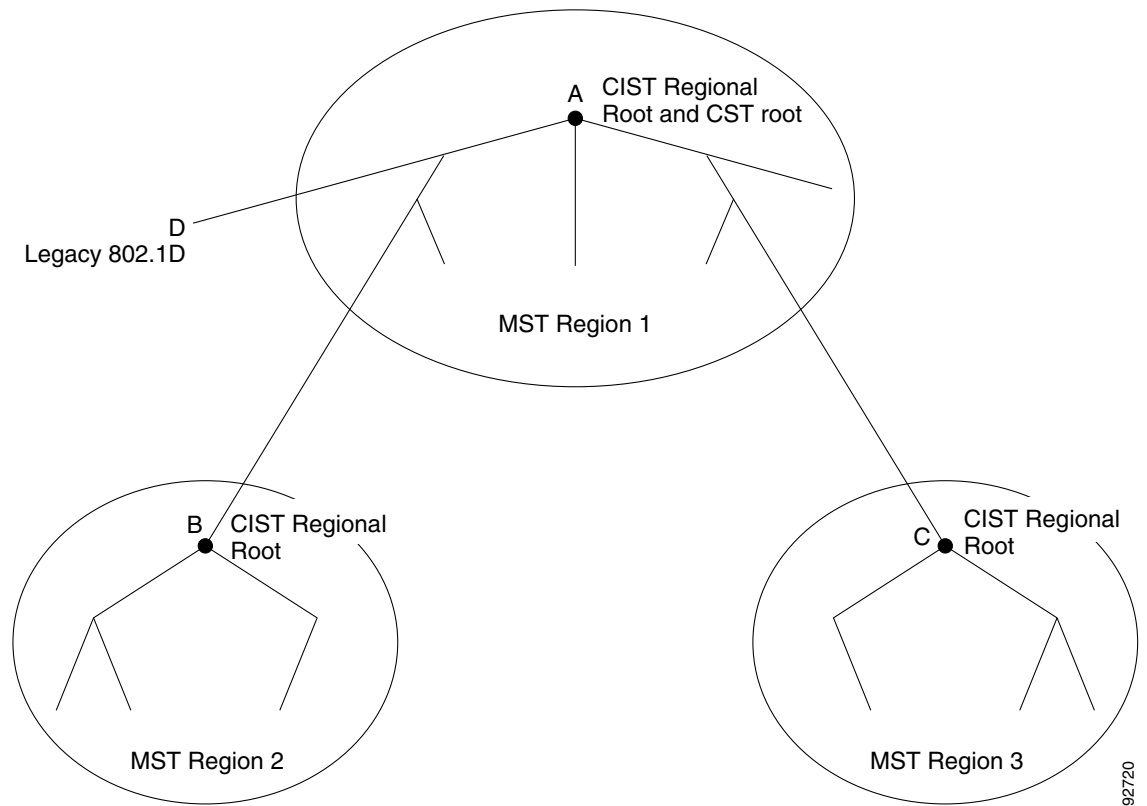 A
CIST Regional
Root and CST root
D
Legacy 802.1D
MST Region 1
B
CIST Regional
Root
C
CIST Regional
Root
MST Region 2
MST Region 3
92720